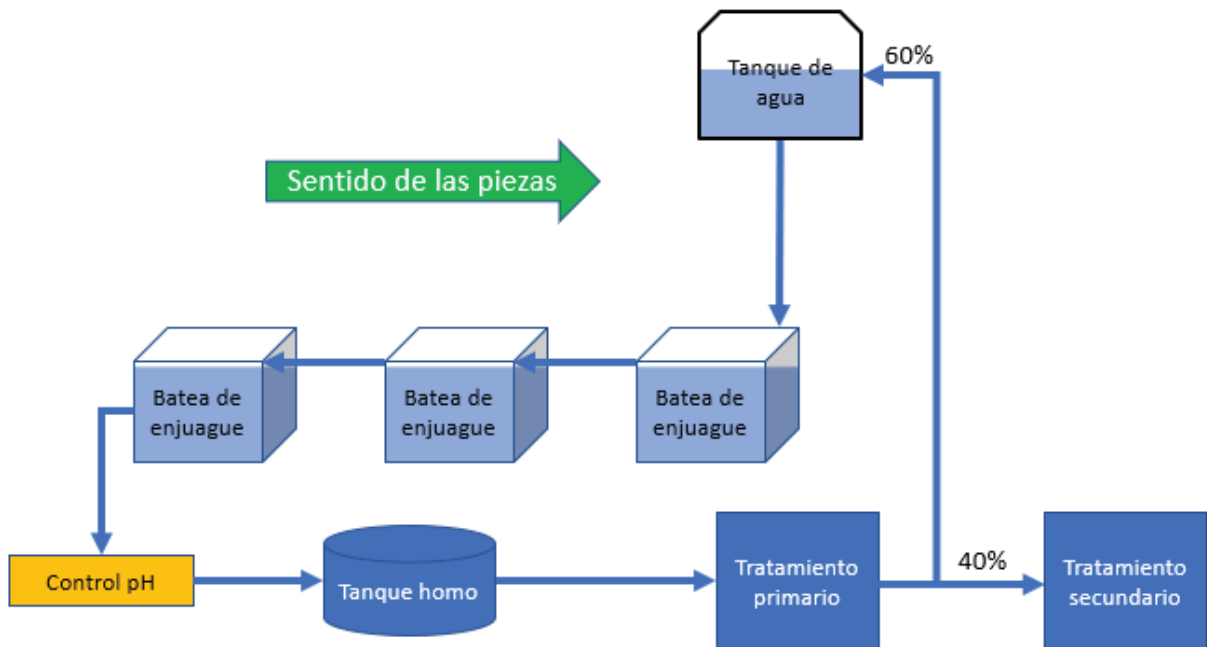 Tanque de
agua
60%
Sentido de las piezas
Batea de
enjuague
Batea de
enjuague
Batea de
enjuague
Control pH
Tanque homo
Tratamiento
primario
40%
Tratamiento
secundario